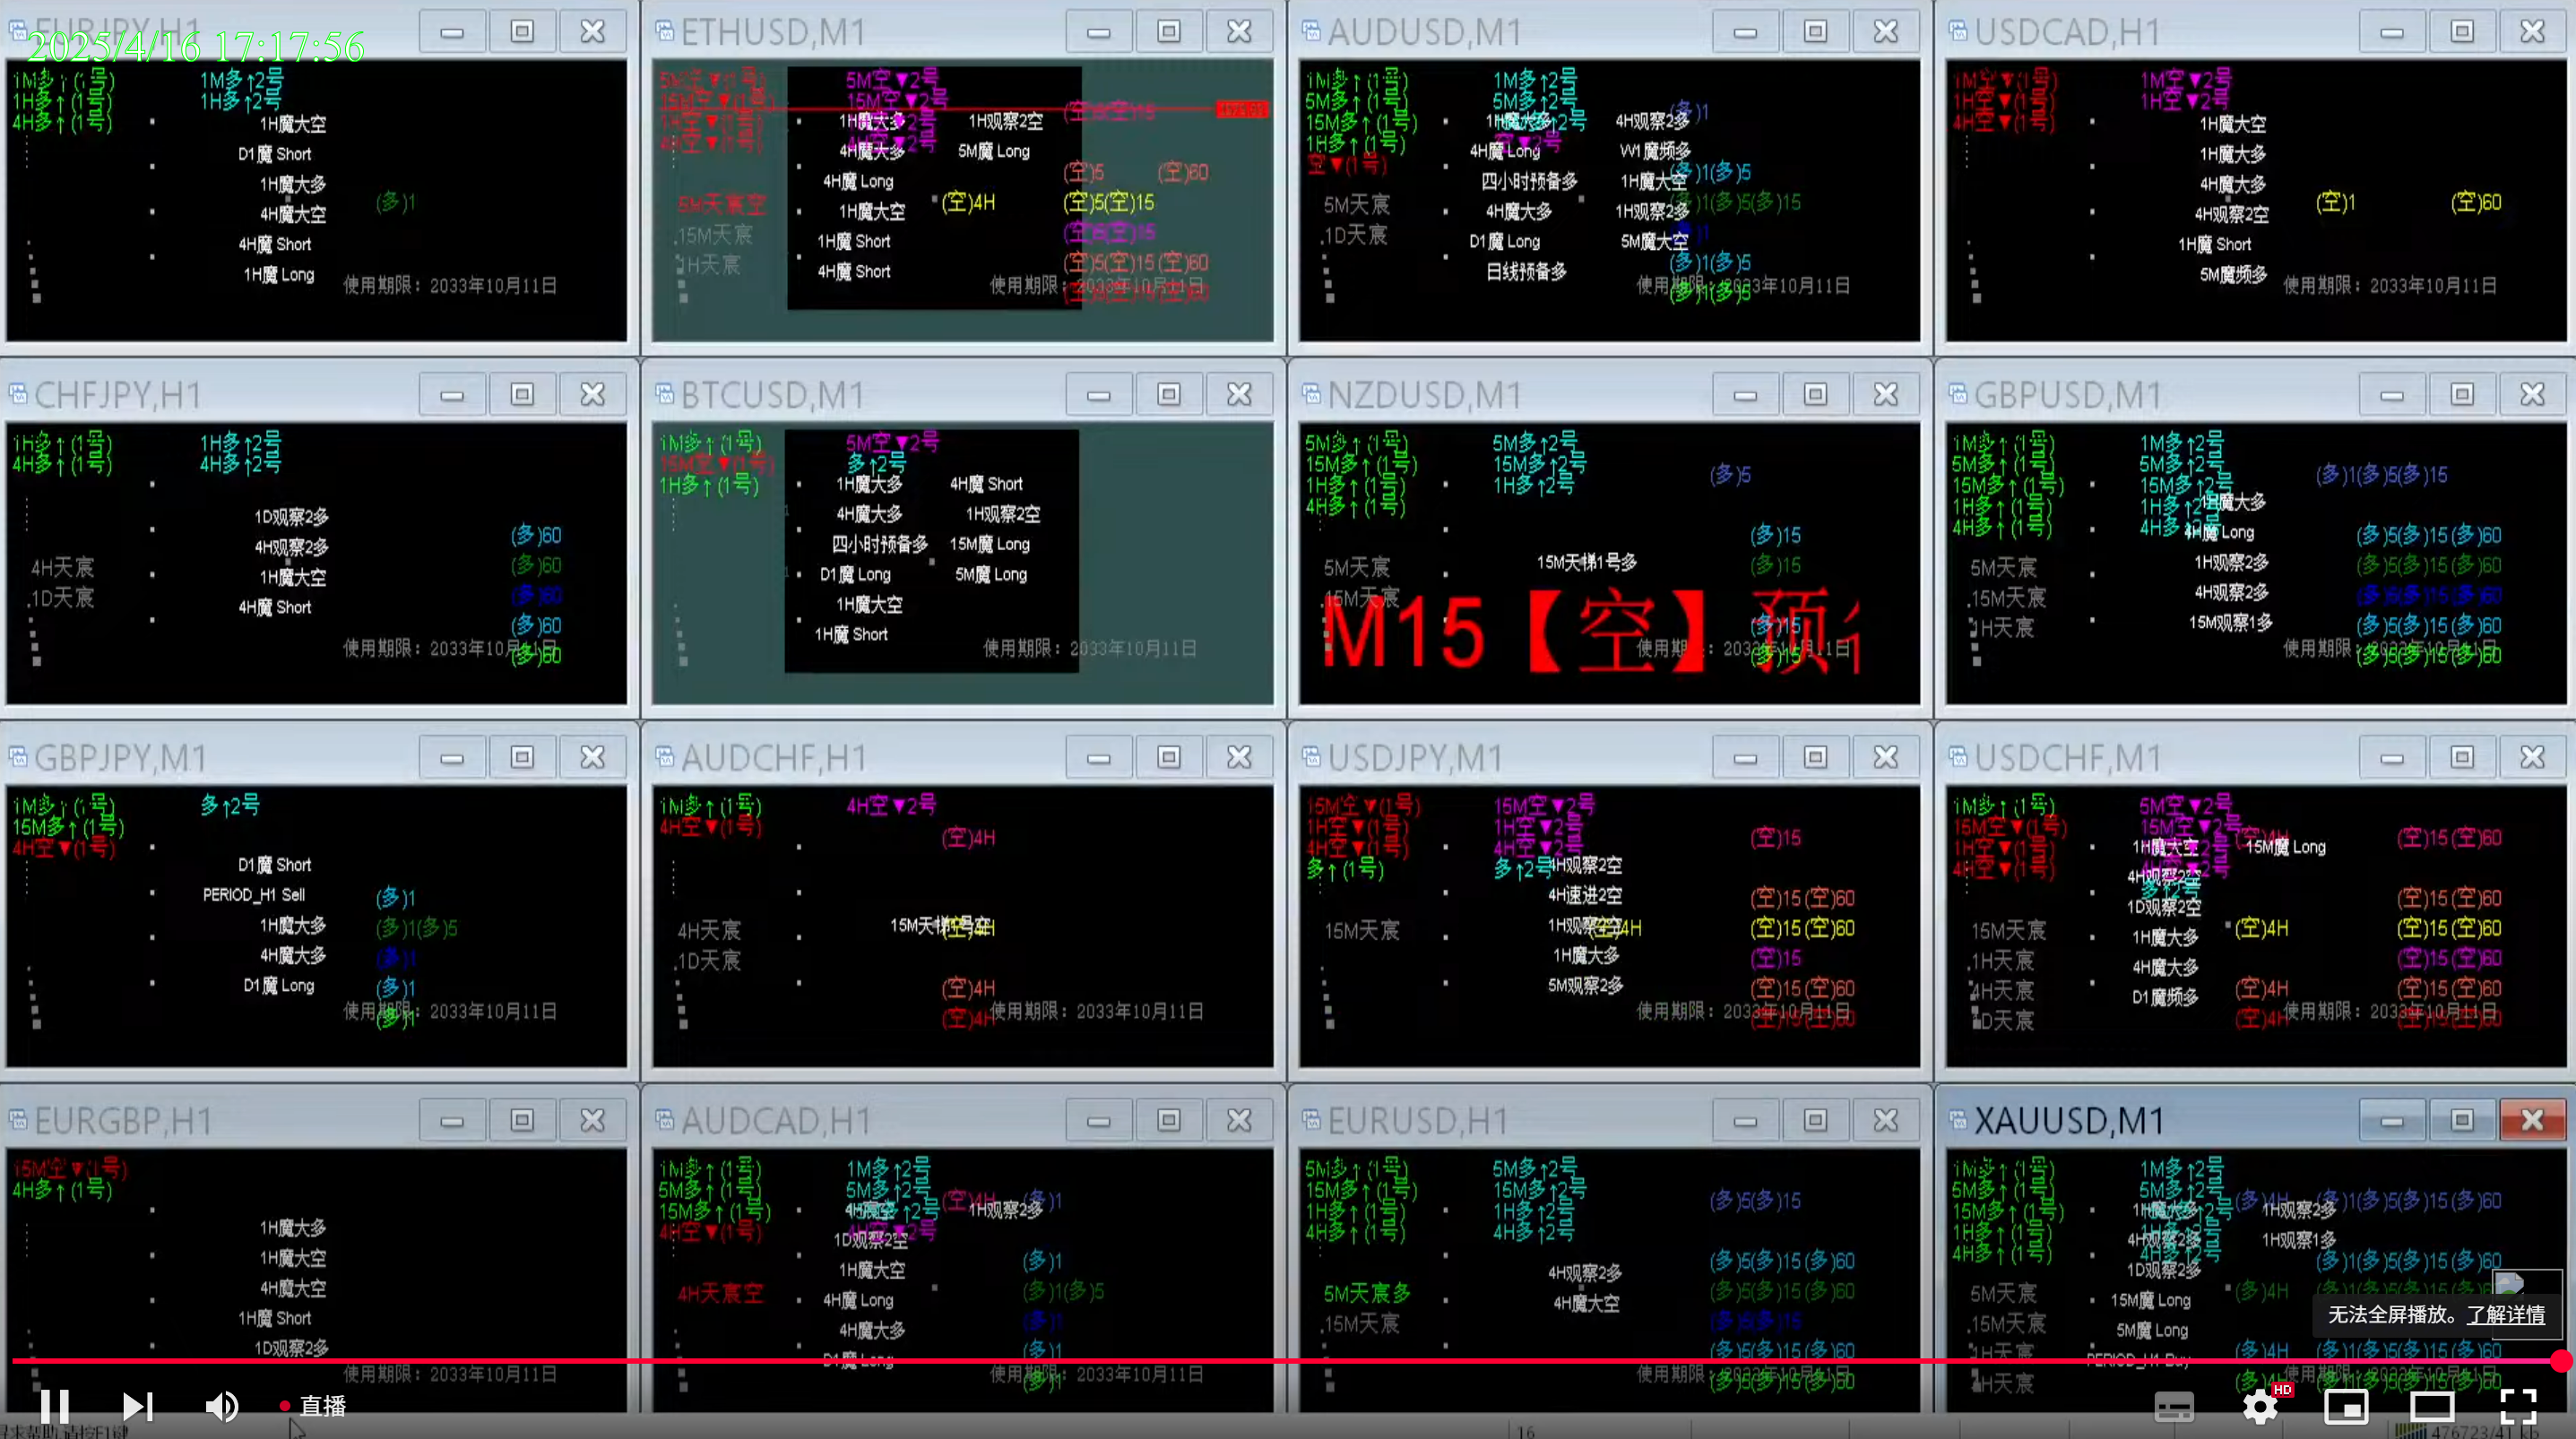 EURJPY,H1
2025/4/16 17:17:56
1M多↑(1号) 1M多↑2号
1H多↑(1号) 1H多↑2号
4H多↑(1号)
1H魔大空
D1魔 Short
1H魔大多
4H魔大空 (多)1
4H魔 Short
1H魔 Long
使用期限：2033年10月11日
ETHUSD,M1
5M空▼2号
15M空▼2号
1H魔大多 1H观察2空
4H魔大多 5M魔 Long
4H魔 Long (空)5 (空)60
5M天宸空 1H魔大空 (空)4H (空)5(空)15
.15M天宸 1H魔 Short
1H天宸 4H魔 Short (空)5(空)15(空)60
使用期限：
AUDUSD,M1
1M多↑(1号) 1M多↑2号
5M多↑(1号) 5M多↑2号
15M多↑(1号) 4H观察2多
1H多↑(1号) 4H魔 Long
空▼(1号) 四小时预备多 1H魔大空 (多)1(多)5
5M天宸 4H魔大多 1H观察2多 (多)1(多)5(多)15
.1D天宸 D1魔 Long 5M魔大空
日线预备多 (多)1(多)5
使用期限：2033年10月11日
USDCAD,H1
1M空▼(1号) 1M空▼2号
1H空▼(1号) 1H空▼2号
4H空▼(1号) 1H魔大空
1H魔大多
4H魔大多
4H观察2空 (空)1 (空)60
1H魔 Short
5M魔频多
使用期限：2033年10月11日
CHFJPY,H1
1H多↑(1号) 1H多↑2号
4H多↑(1号) 4H多↑2号
1D观察2多 (多)60
4H观察2多 (多)60
4H天宸 1H魔大空 (多)60
.1D天宸 4H魔 Short (多)60
使用期限：2033年10月11日 (多)60
BTCUSD,M1
1M多↑(1号) 5M空▼2号
15M空▼(1号) 多↑2号
1H多↑(1号) 1H魔大多 4H魔 Short
4H魔大多 1H观察2空
四小时预备多 15M魔 Long
D1魔 Long 5M魔 Long
1H魔大空
1H魔 Short
使用期限：2033年10月11日
NZDUSD,M1
5M多↑(1号) 5M多↑2号
15M多↑(1号) 15M多↑2号 (多)5
1H多↑(1号) 1H多↑2号
4H多↑(1号) (多)15
5M天宸 15M天梯1号多 (多)15
.15M天宸
M15【空】预
使用期限：2033年10月11日
GBPUSD,M1
1M多↑(1号) 1M多↑2号
5M多↑(1号) 5M多↑2号 (多)1(多)5(多)15
15M多↑(1号) 15M多↑2号
1H多↑(1号) 1H多↑2号
4H多↑(1号) 4H魔 Long (多)5(多)15(多)60
5M天宸 1H观察2多 (多)5(多)15(多)60
.15M天宸 4H观察2多 (多)5(多)15(多)60
1H天宸 15M观察1多 (多)5(多)15(多)60
使用期限：2033年10月11日 (多)5(多)15(多)60
GBPJPY,M1
1M多↑(1号) 多↑2号
15M多↑(1号)
4H空▼(1号)
D1魔 Short
PERIOD_H1 Sell (多)1
1H魔大多 (多)1(多)5
4H魔大多 (多)1
D1魔 Long (多)1
使用期限：2033年10月11日 (多)1
AUDCHF,H1
1M多↑(1号) 4H空▼2号
4H空▼(1号) (空)4H
4H天宸 15M天梯1号空 (空)4H
.1D天宸
(空)4H
(空)4H 使用期限：2033年10月11日
USDJPY,M1
15M空▼(1号) 15M空▼2号
1H空▼(1号) 1H空▼2号 (空)15
4H空▼(1号) 4H空▼2号
多↑(1号) 多↑2号 4H观察2空
4H速进2空 (空)15(空)60
15M天宸 1H观察2空 (空)4H (空)15(空)60
1H魔大多 (空)15
5M观察2多 (空)15(空)60
使用期限：2033年10月11日
USDCHF,M1
1M多↑(1号) 5M空▼2号
15M空▼(1号) 15M空▼2号 (空)4H (空)15(空)60
1H空▼(1号) 1H魔大空 15M魔 Long
4H空▼(1号) 4H观察2空
1D观察2空 (空)15(空)60
15M天宸 1H魔大多 (空)4H (空)15(空)60
.1H天宸 4H魔大多 (空)15(空)60
4H天宸 D1魔频多 (空)4H (空)15(空)60
1D天宸 (空)4H 使用期限：2033年10月11日
EURGBP,H1
15M空▼(1号)
4H多↑(1号)
1H魔大多
1H魔大空
4H魔大空
1H魔 Short
1D观察2多
使用期限：2033年10月11日
AUDCAD,H1
1M多↑(1号) 1M多↑2号
5M多↑(1号) 5M多↑2号 (空)4H (多)1
15M多↑(1号) 1H观察2多
4H空▼(1号) 1D观察2空
1H魔大空 (多)1
4H天宸空 4H魔 Long (多)1(多)5
4H魔大多 (多)1
D1魔 Long (多)1
使用期限：2033年10月11日 (多)1
EURUSD,H1
5M多↑(1号) 5M多↑2号
15M多↑(1号) 15M多↑2号 (多)5(多)15
1H多↑(1号) 1H多↑2号
4H多↑(1号) 4H多↑2号
4H观察2多 (多)5(多)15(多)60
5M天宸多 4H魔大空 (多)5(多)15(多)60
.15M天宸 (多)5(多)15
(多)5(多)15(多)60
使用期限：2033年10月11日
XAUUSD,M1
1M多↑(1号) 1M多↑2号
5M多↑(1号) 5M多↑2号 (多)4H (多)1(多)5(多)15(多)60
15M多↑(1号) 1H观察2多
1H多↑(1号) 4H观察2多 1H观察1多
4H多↑(1号) 1D观察2多 (多)1(多)5(多)15(多)60
5M天宸 15M魔 Long (多)4H
.15M天宸 5M魔 Long
1H天宸 PERIOD_H1 Buy (多)4H (多)1(多)5(多)15(多)60
4H天宸
无法全屏播放。了解详情
直播
HD
16